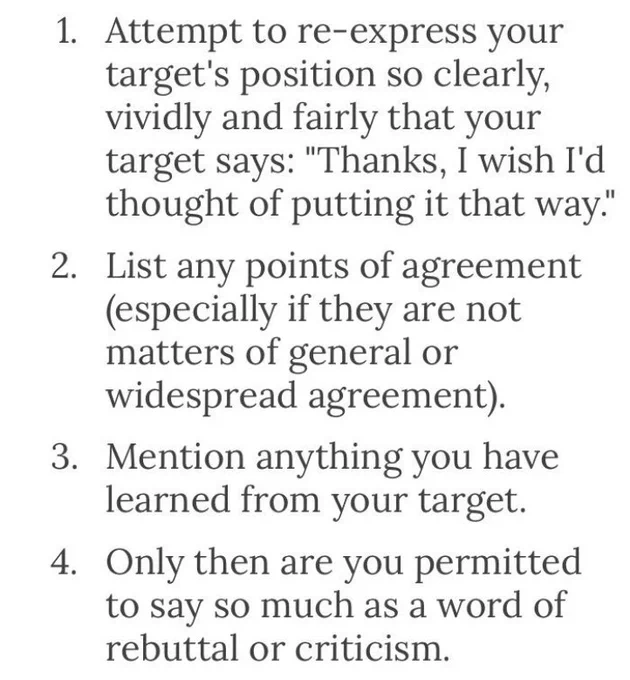 1. Attempt to re-express your
target's position so clearly,
vividly and fairly that your
target says: "Thanks, I wish I'd
thought of putting it that way."
2. List any points of agreement
(especially if they are not
matters of general or
widespread agreement).
3. Mention anything you have
learned from your target.
4. Only then are you permitted
to say so much as a word of
rebuttal or criticism.